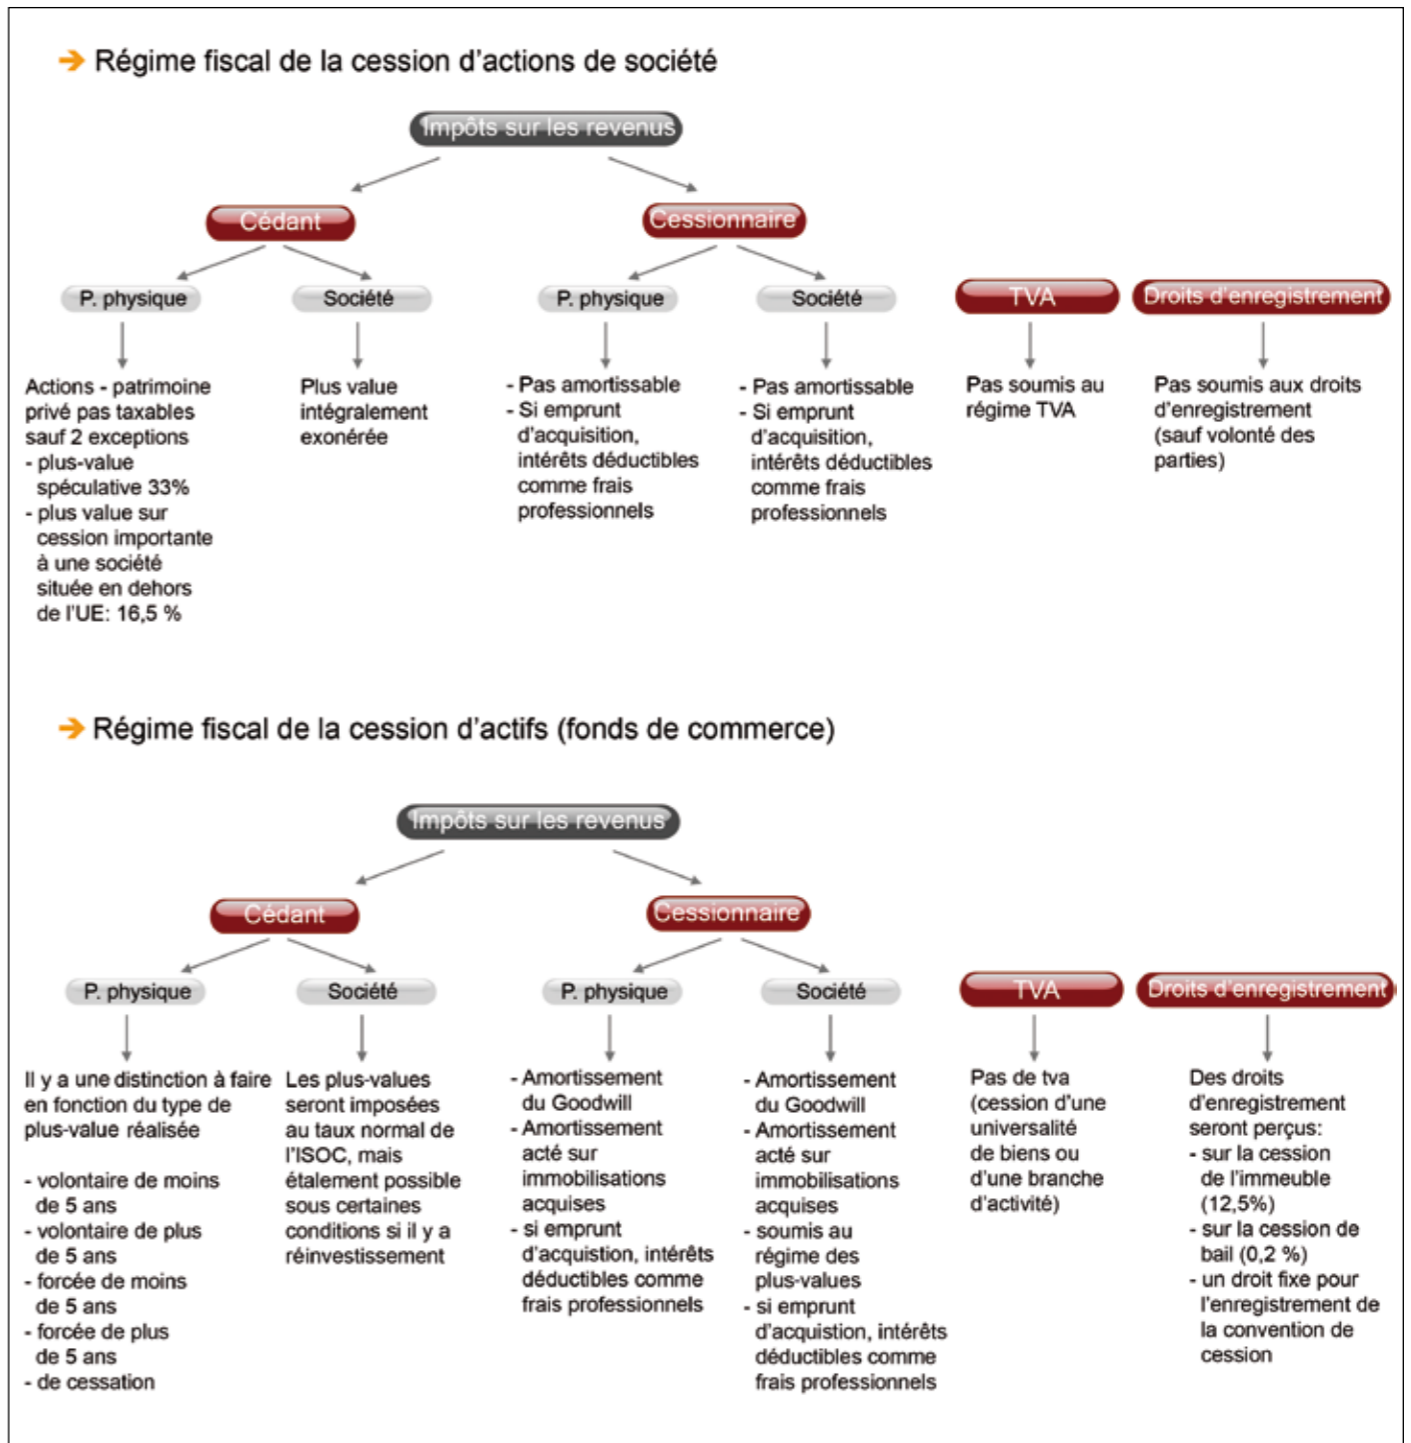 ➔ Régime fiscal de la cession d'actions de société
Impôts sur les revenus
Cédant
Cessionnaire
P. physique
Société
P. physique
Société
TVA
Droits d'enregistrement
Actions - patrimoine
privé pas taxables
sauf 2 exceptions
- plus-value
spéculative 33%
- plus value sur
cession importante
à une société
située en dehors
de l'UE: 16,5 %
Plus value
intégralement
exonérée
- Pas amortissable
- Si emprunt
d'acquisition,
intérêts déductibles
comme frais
professionnels
- Pas amortissable
- Si emprunt
d'acquisition,
intérêts déductibles
comme frais
professionnels
Pas soumis au
régime TVA
Pas soumis aux droits
d'enregistrement
(sauf volonté des
parties)
➔ Régime fiscal de la cession d'actifs (fonds de commerce)
Impôts sur les revenus
Cédant
Cessionnaire
P. physique
Société
P. physique
Société
TVA
Droits d'enregistrement
Il y a une distinction à faire
en fonction du type de
plus-value réalisée
- volontaire de moins
de 5 ans
- volontaire de plus
de 5 ans
- forcée de moins
de 5 ans
- forcée de plus
de 5 ans
- de cessation
Les plus-values
seront imposées
au taux normal de
l'ISOC, mais
étalement possible
sous certaines
conditions si il y a
réinvestissement
- Amortissement
du Goodwill
- Amortissement
acté sur
immobilisations
acquises
- si emprunt
d'acquistion, intérêts
déductibles comme
frais professionnels
- Amortissement
du Goodwill
- Amortissement
acté sur
immobilisations
acquises
- soumis au
régime des
plus-values
- si emprunt
d'acquistion, intérêts
déductibles comme
frais professionnels
Pas de tva
(cession d'une
universalité
de biens ou
d'une branche
d'activité)
Des droits
d'enregistrement
seront perçus:
- sur la cession
de l'immeuble
(12,5%)
- sur la cession de
bail (0,2 %)
- un droit fixe pour
l'enregistrement de
la convention de
cession